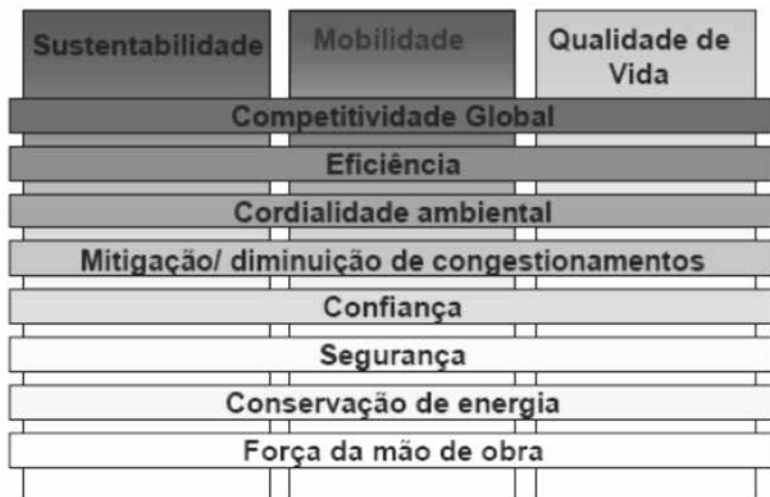 Sustentabilidade
Mobilidade
Qualidade de
Vida
Competitividade Global
Eficiência
Cordialidade ambiental
Mitigação/ diminuição de congestionamentos
Confiança
Segurança
Conservação de energia
Força da mão de obra